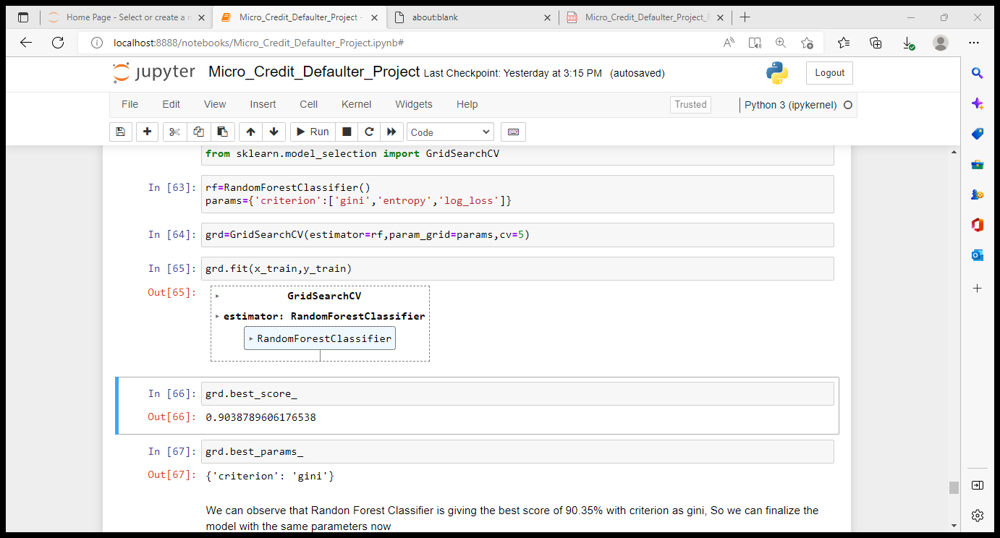 Home Page - Select or create a n
Micro_Credit_Defaulter_Project -
about:blank
Micro_Credit_Defaulter_Project_F
localhost:8888/notebooks/Micro_Credit_Defaulter_Project.ipynb#
jupyter Micro_Credit_Defaulter_Project Last Checkpoint: Yesterday at 3:15 PM (autosaved)
Logout
File Edit View Insert Cell Kernel Widgets Help
Trusted
Python 3 (ipykernel)
Run
Code
from sklearn.model_selection import GridSearchCV
In [63]: rf=RandomForestClassifier()
params={'criterion':['gini','entropy','log_loss']}
In [64]: grd=GridSearchCV(estimator=rf,param_grid=params,cv=5)
In [65]: grd.fit(x_train,y_train)
Out[65]:
GridSearchCV
estimator: RandomForestClassifier
RandomForestClassifier
In [66]: grd.best_score_
Out[66]: 0.9038789606176538
In [67]: grd.best_params_
Out[67]: {'criterion': 'gini'}
We can observe that Randon Forest Classifier is giving the best score of 90.35% with criterion as gini, So we can finalize the
model with the same parameters now